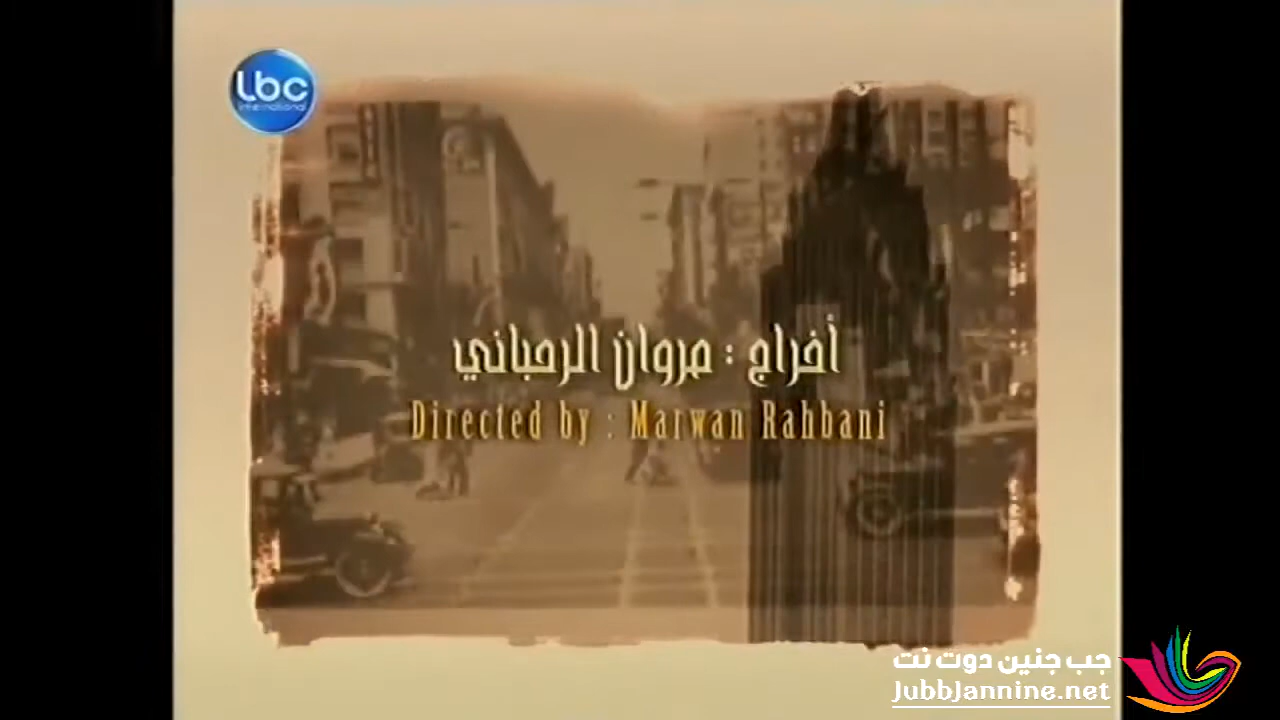 lbc
international
أخراج : مروان الرحباني
Directed by : Marwan Rahbani
جب جنين دوت نت
JubbJannine.net